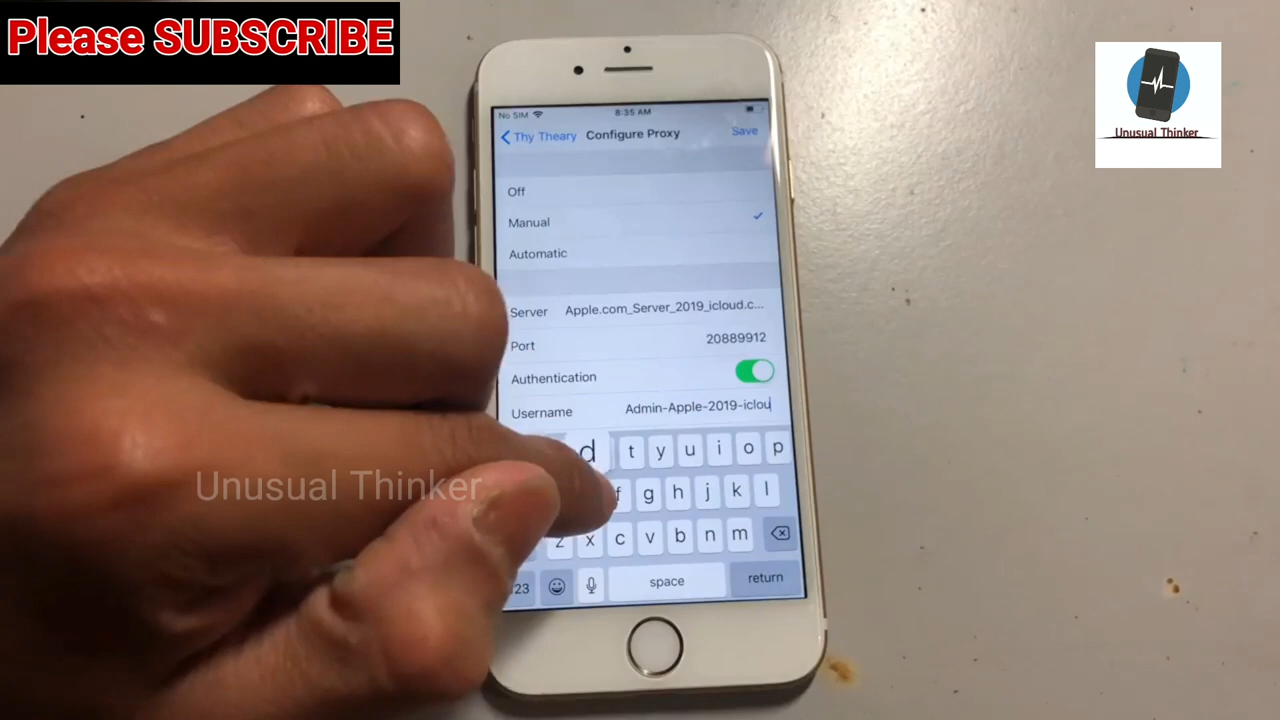 Please SUBSCRIBE
Unusual Thinker
No SIM 8:35 AM
Thy Theary Configure Proxy Save
Off
Manual
Automatic
Server Apple.com_Server_2019_icloud.c...
Port 20889912
Authentication
Username Admin-Apple-2019-iclou
d t y u i o p
f g h j k l
z x c v b n m
123 space return
Unusual Thinker